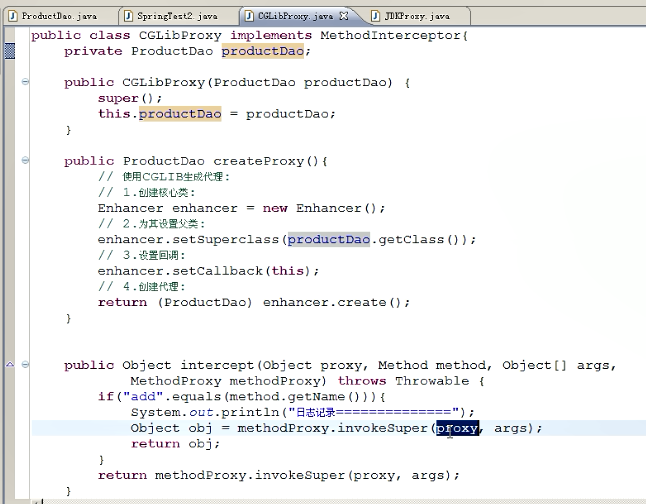 ProductDao.java SpringTest2.java CGLibProxy.java JDKProxy.java
public class CGLibProxy implements MethodInterceptor{
private ProductDao productDao;
public CGLibProxy(ProductDao productDao) {
super();
this.productDao = productDao;
}
public ProductDao createProxy(){
// 使用CGLIB生成代理:
// 1.创建核心类:
Enhancer enhancer = new Enhancer();
// 2.为其设置父类:
enhancer.setSuperclass(productDao.getClass());
// 3.设置回调:
enhancer.setCallback(this);
// 4.创建代理:
return (ProductDao) enhancer.create();
}
public Object intercept(Object proxy, Method method, Object[] args,
MethodProxy methodProxy) throws Throwable {
if("add".equals(method.getName())){
System.out.println("日志记录==============");
Object obj = methodProxy.invokeSuper(proxy, args);
return obj;
}
return methodProxy.invokeSuper(proxy, args);
}